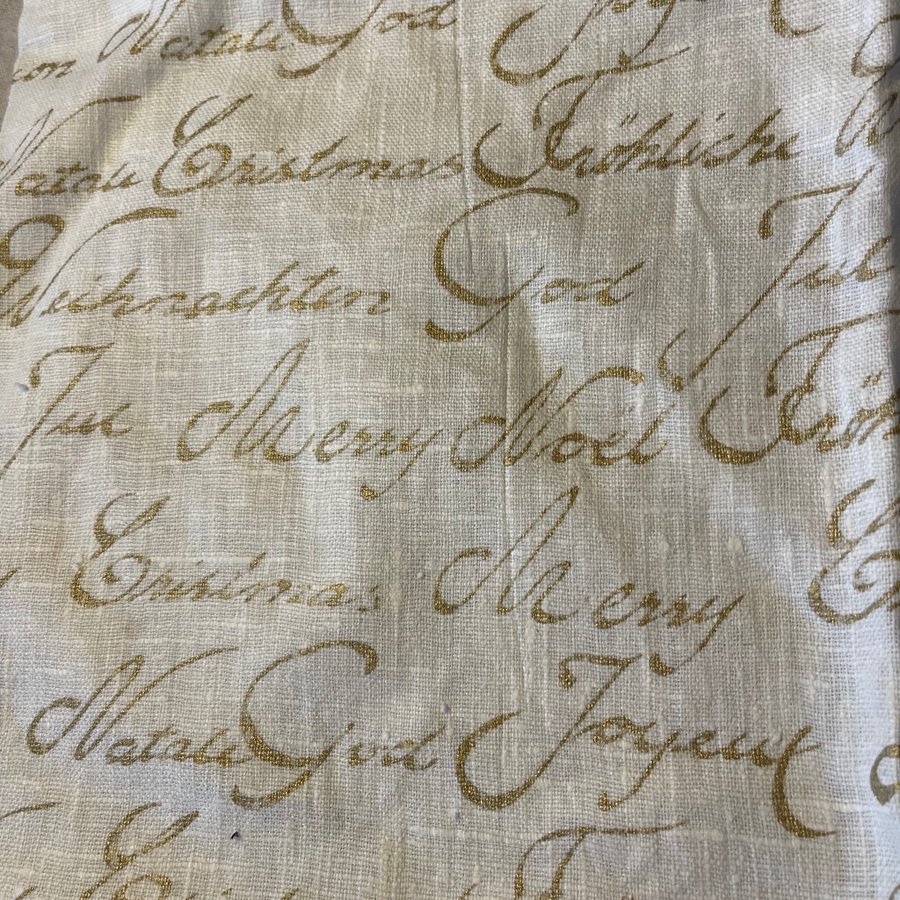 Natale God
Natale Christmas Fröhliche
Weihnachten God Jul
Jul Merry Noël
Christmas Merry
Natale God Joyeux